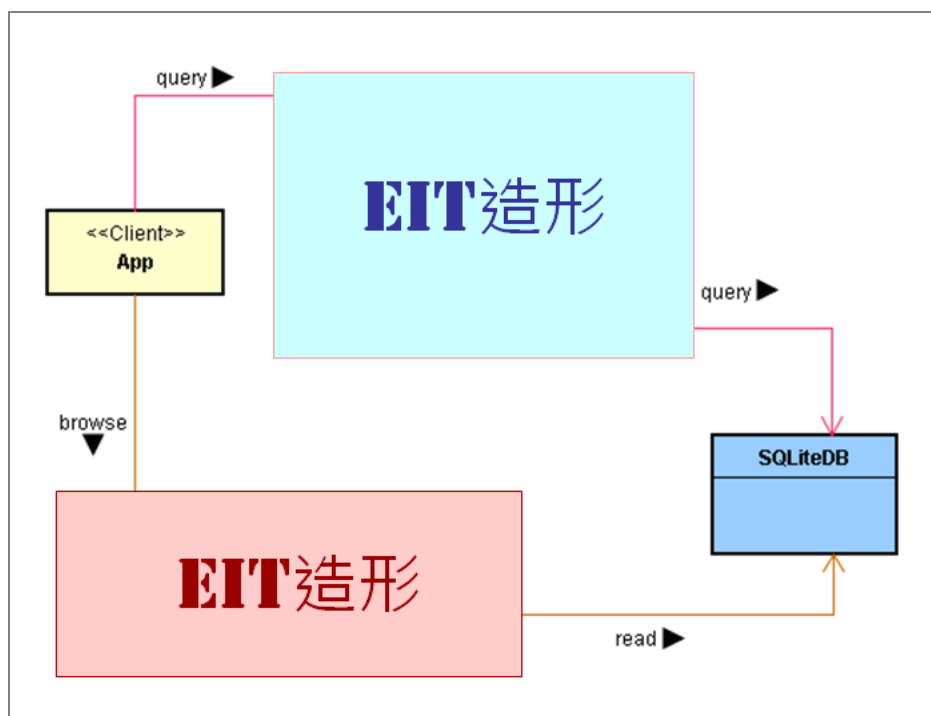 query
EIT造形
<<Client>>
App
query
browse
SQLiteDB
EIT造形
read